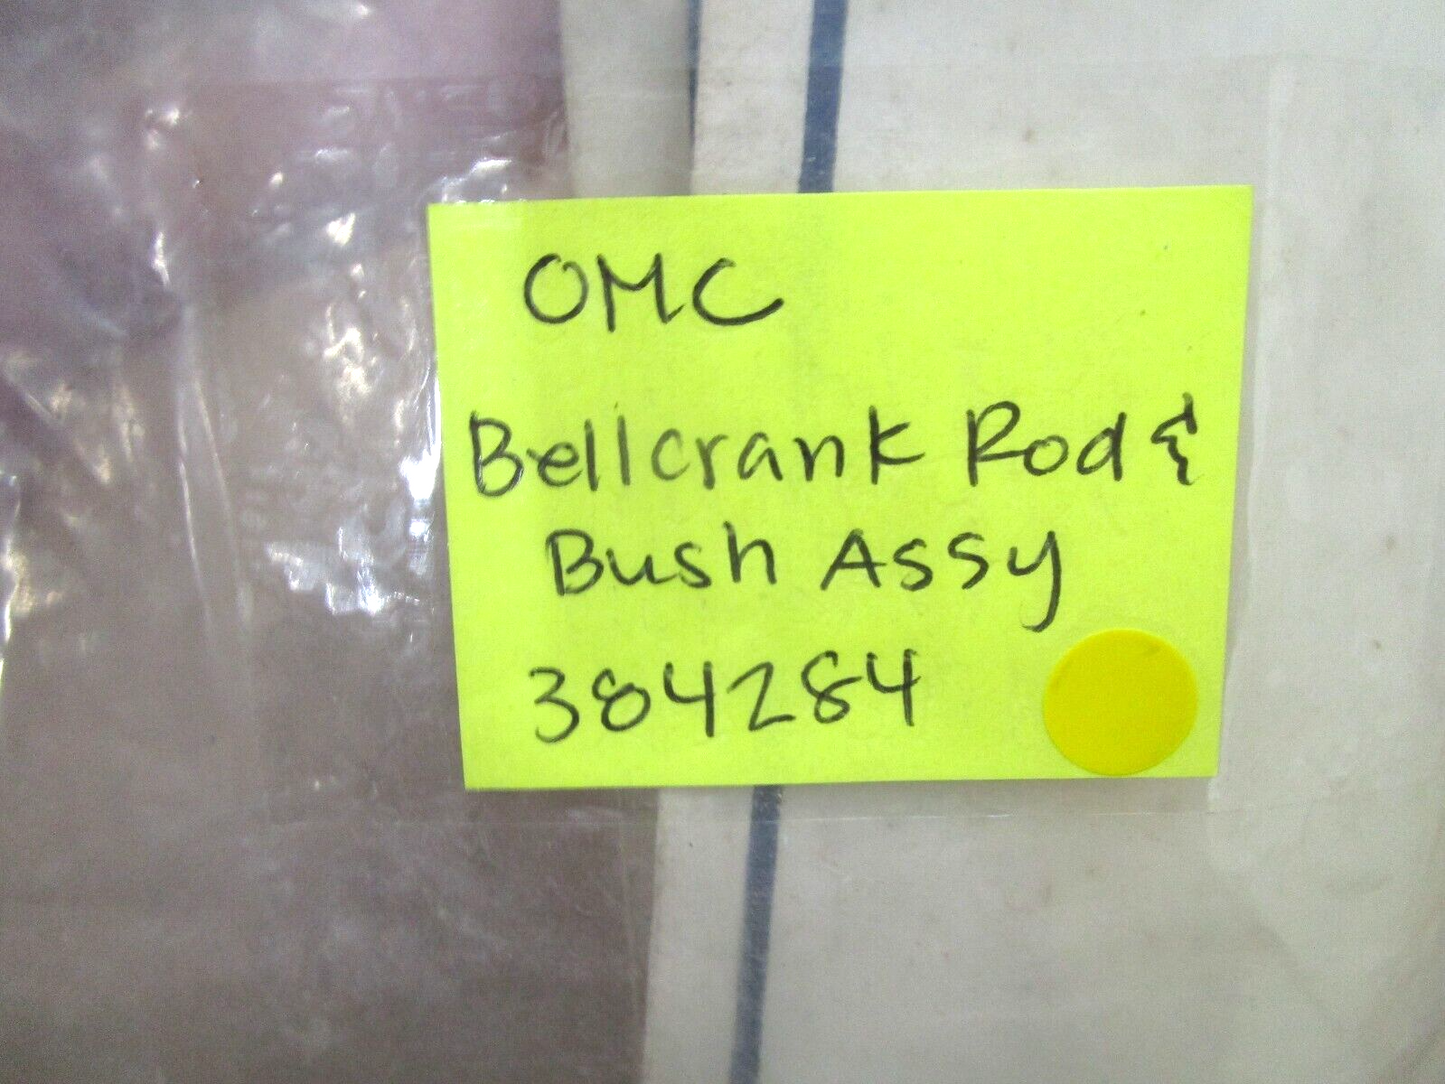 OMC
Bellcrank Rod &
Bush Assy
384284